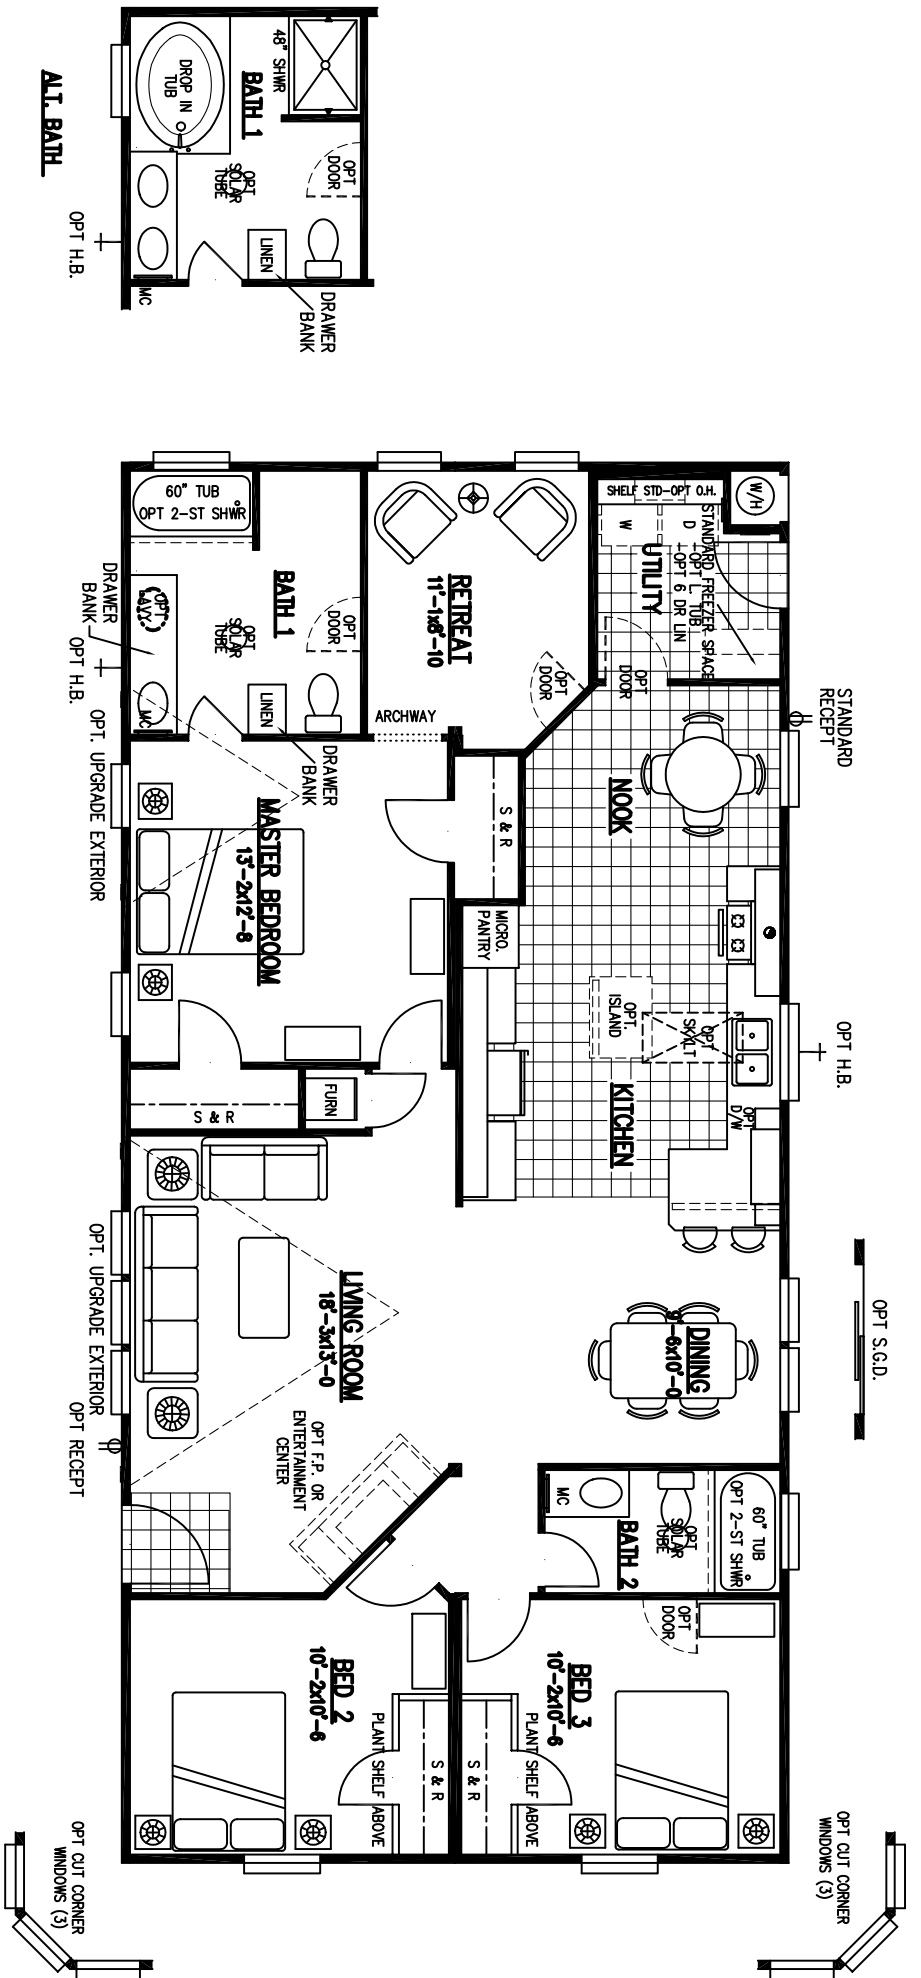 48" SHWR
DROP IN
TUB
BATH 1
OPT
DOOR
OPT
SOLAR
TUBE
LINEN
MC
DRAWER
BANK
OPT H.B.
ALT. BATH
W/H
SHELF STD-OPT O.H.
W
D
STANDARD FREEZER SPACE
OPT L. TUB
OPT 6 DR LIN
UTILITY
OPT
DOOR
60" TUB
OPT 2-ST SHWR
BATH 1
OPT
DOOR
OPT
SOLAR
TUBE
OPT
LAVY
LINEN
MC
DRAWER
BANK
DRAWER
BANK
OPT H.B.
RETREAT
11'-1x8'-10
OPT
DOOR
ARCHWAY
STANDARD
RECEPT
NOOK
S & R
MASTER BEDROOM
13'-2x12'-8
OPT. UPGRADE EXTERIOR
MICRO.
PANTRY
OPT.
ISLAND
OPT
SKYLT
OPT H.B.
KITCHEN
OPT
D/W
FURN
S & R
OPT S.G.D.
DINING
9'-6x10'-0
LIVING ROOM
18'-3x13'-0
OPT. UPGRADE EXTERIOR
OPT RECEPT
OPT F.P. OR
ENTERTAINMENT
CENTER
60" TUB
OPT 2-ST SHWR
OPT
SOLAR
TUBE
MC
BATH 2
OPT
DOOR
BED 3
10'-2x10'-6
PLANT SHELF ABOVE
S & R
S & R
PLANT SHELF ABOVE
BED 2
10'-2x10'-6
OPT CUT CORNER
WINDOWS (3)
OPT CUT CORNER
WINDOWS (3)